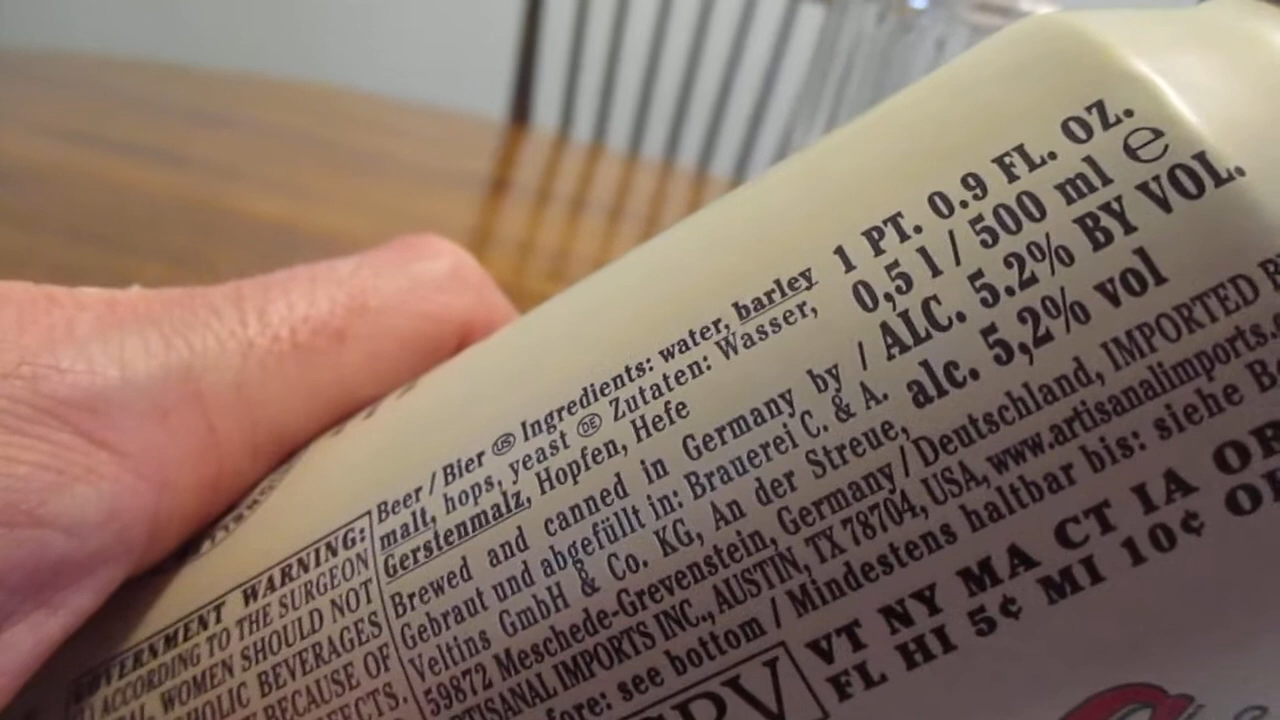 WARNING:
ACCORDING TO THE SURGEON
WOMEN SHOULD NOT
BEVERAGES
BECAUSE OF
Beer / Bier US Ingredients: water, barley
malt, hops, yeast DE Zutaten: Wasser,
Gerstenmalz, Hopfen, Hefe
1 PT. 0.9 FL. OZ.
0,5 l / 500 ml e
ALC. 5.2% BY VOL.
alc. 5,2% vol
Brewed and canned in Germany by /
Gebraut und abgefüllt in: Brauerei C. & A.
Veltins GmbH & Co. KG, An der Streue,
59872 Meschede-Grevenstein, Germany / Deutschland, IMPORTED
IMPORTS INC., AUSTIN, TX 78704, USA, www.artisanalimports.
see bottom / Mindestens haltbar bis: siehe
VT NY MA CT IA OR
FL HI 5¢ MI 10¢